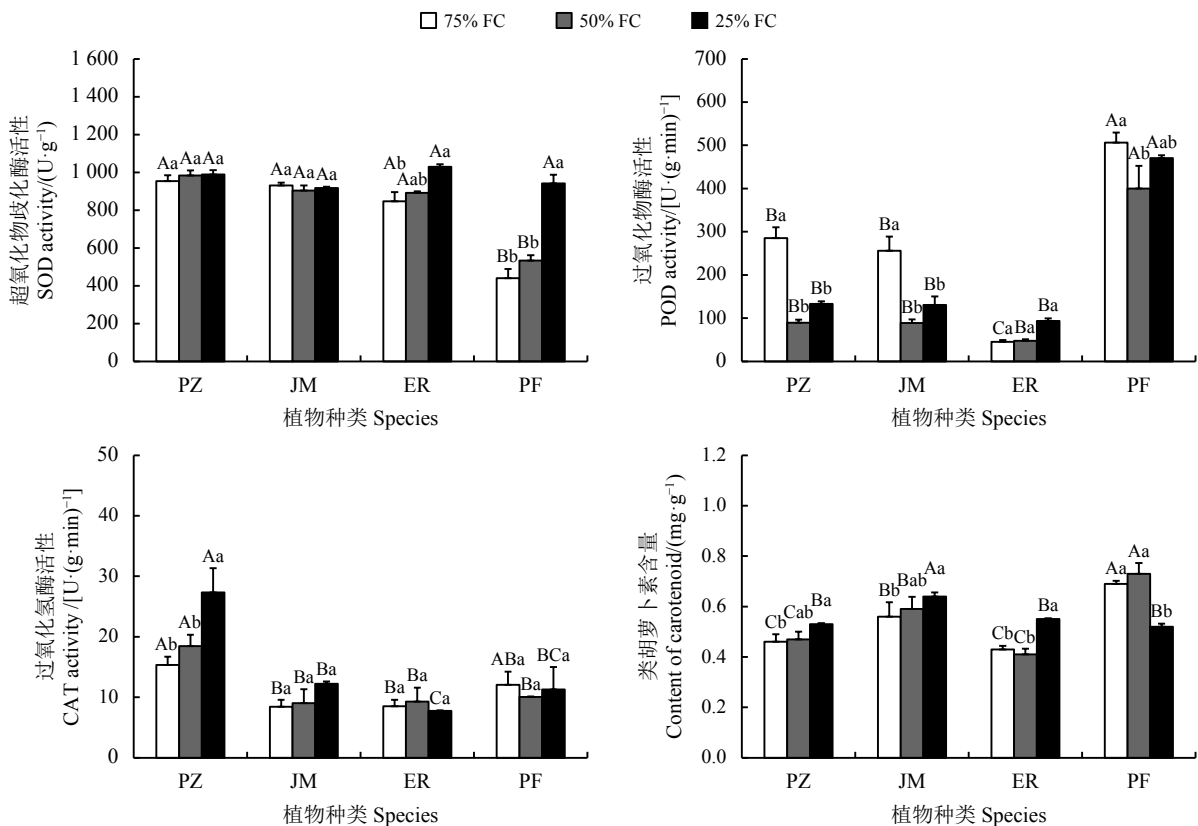 75% FC 50% FC 25% FC
超氧化物歧化酶活性
SOD activity/(U·g⁻¹)
1 600
1 400
1 200
1 000
800
600
400
200
0
Aa Aa Aa
Aa Aa Aa
Ab Aab Aa
Bb Bb Aa
PZ JM ER PF
植物种类 Species
过氧化物酶活性
POD activity/[U·(g·min)⁻¹]
700
600
500
400
300
200
100
0
Ba Bb Bb
Ba Bb Bb
Ca Ba Ba
Aa Ab Aab
PZ JM ER PF
植物种类 Species
过氧化氢酶活性
CAT activity /[U·(g·min)⁻¹]
50
40
30
20
10
0
Ab Ab Aa
Ba Ba Ba
Ba Ba Ca
ABa Ba BCa
PZ JM ER PF
植物种类 Species
类胡萝卜素含量
Content of carotenoid/(mg·g⁻¹)
1.2
1.0
0.8
0.6
0.4
0.2
0.0
Cb Cab Ba
Bb Bab Aa
Cb Cb Ba
Aa Aa Bb
PZ JM ER PF
植物种类 Species